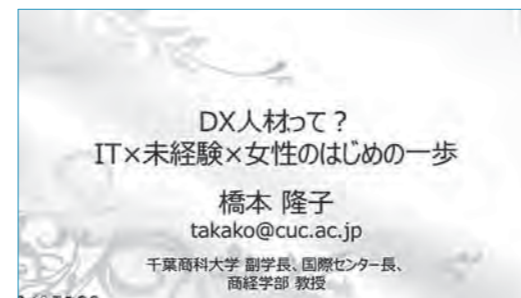 DX人材って？
IT×未経験×女性のはじめの一歩
橋本 隆子
takako@cuc.ac.jp
千葉商科大学 副学長、国際センター長、
商経学部 教授